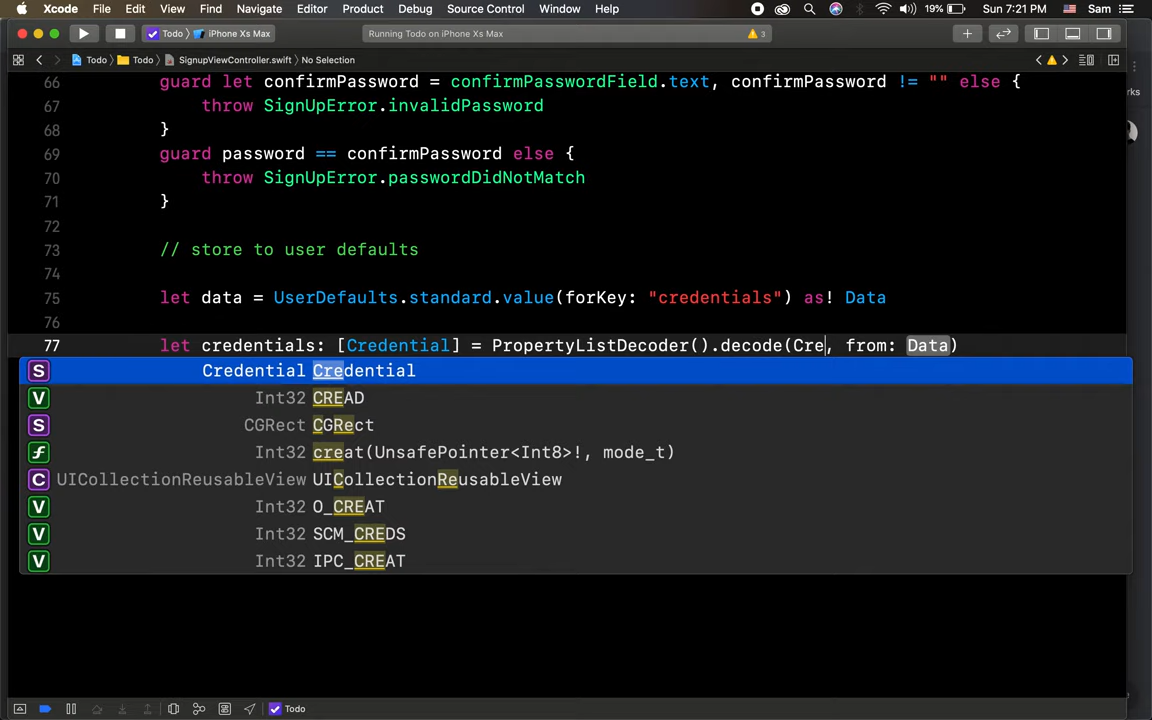 Xcode File Edit View Find Navigate Editor Product Debug Source Control Window Help 19% Sun 7:21 PM Sam
Todo iPhone Xs Max Running Todo on iPhone Xs Max 3
Todo Todo SignupViewController.swift No Selection
66 guard let confirmPassword = confirmPasswordField.text, confirmPassword != "" else {
67 throw SignUpError.invalidPassword
68 }
69 guard password == confirmPassword else {
70 throw SignUpError.passwordDidNotMatch
71 }
72
73 // store to user defaults
74
75 let data = UserDefaults.standard.value(forKey: "credentials") as! Data
76
77 let credentials: [Credential] = PropertyListDecoder().decode(Cre, from: Data)
S Credential Credential
V Int32 CREAD
S CGRect CGRect
f Int32 creat(UnsafePointer<Int8>!, mode_t)
C UICollectionReusableView UICollectionReusableView
V Int32 O_CREAT
V Int32 SCM_CREDS
V Int32 IPC_CREAT
Todo